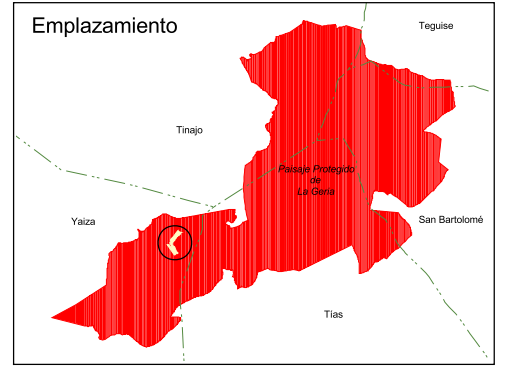 Emplazamiento
Teguise
Tinajo
Paisaje Protegido
de
La Geria
Yaiza
San Bartolomé
Tías